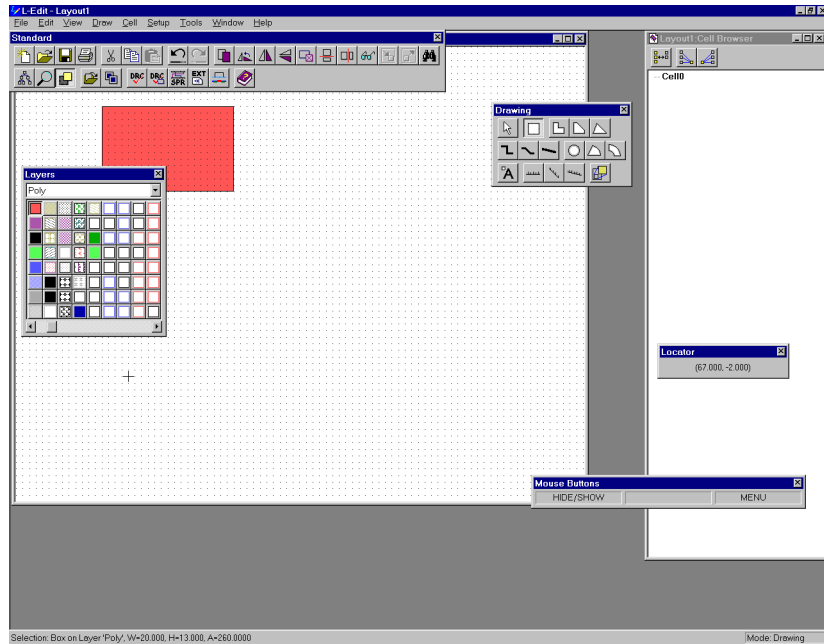 L-Edit - Layout1
File Edit View Draw Cell Setup Tools Window Help
Standard
DRC DRC SPR EXT
Layout1:Cell Browser
Cell0
Drawing
A
Layers
Poly
Locator
(67.000, -2.000)
Mouse Buttons
HIDE/SHOW MENU
Selection: Box on Layer 'Poly', W=20.000, H=13.000, A=260.0000
Mode: Drawing